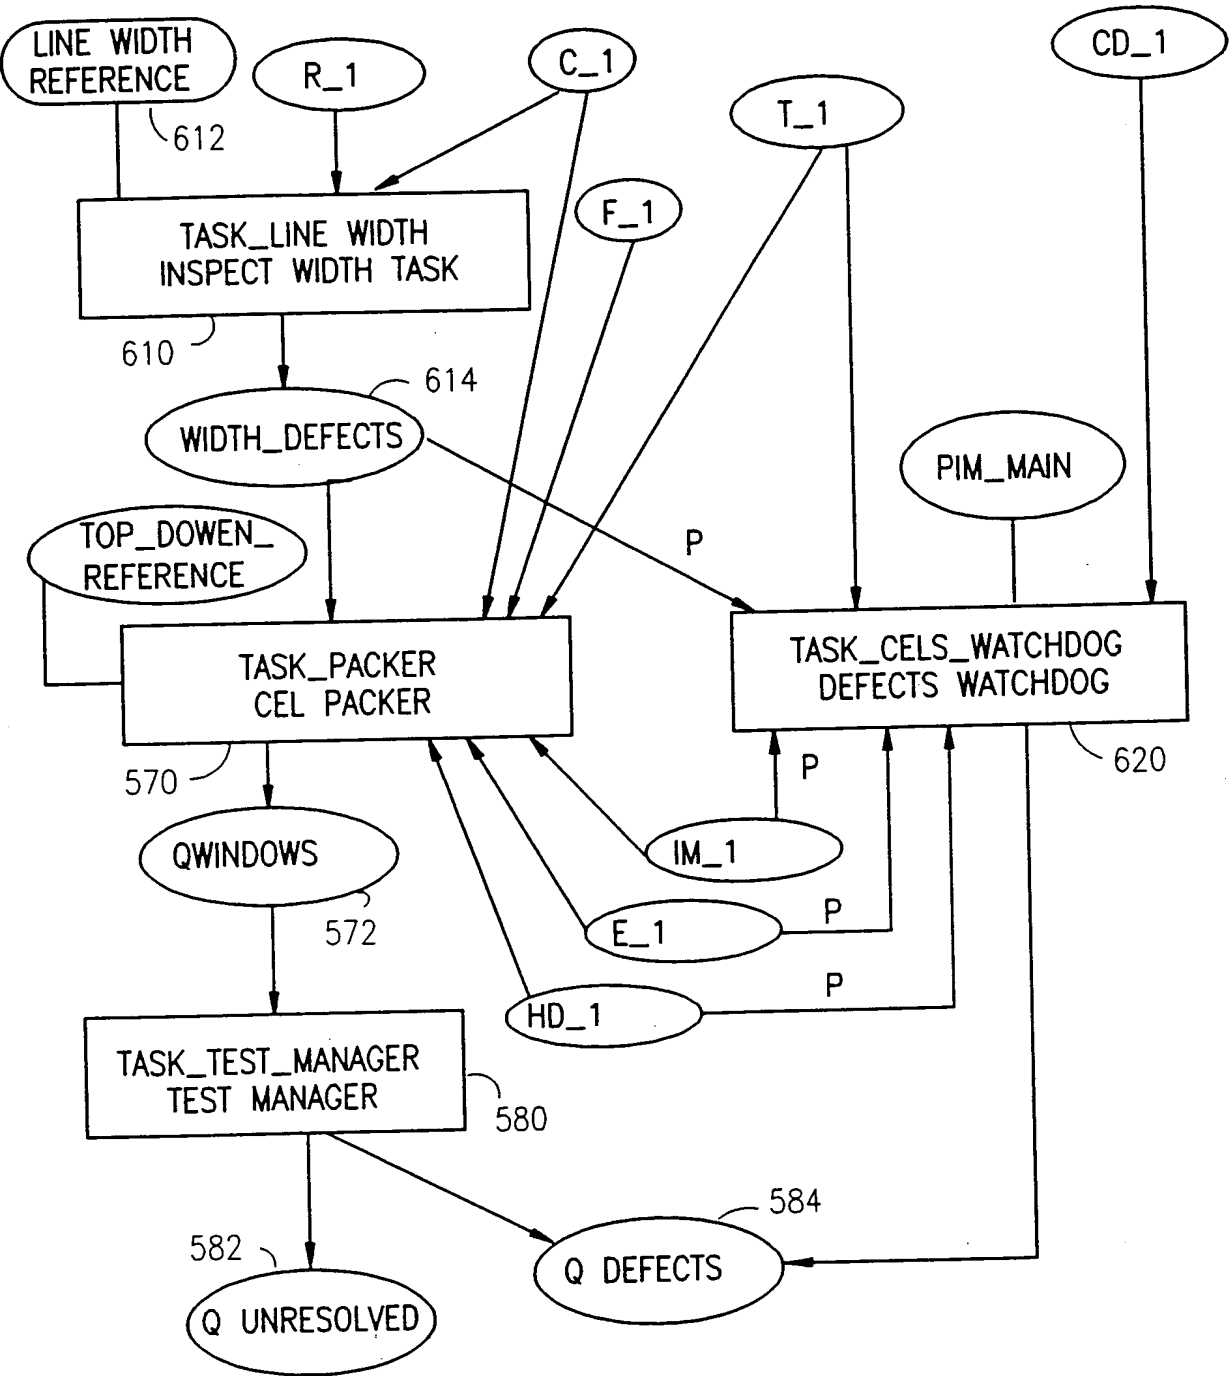 LINE WIDTH
REFERENCE
612
R_1
C_1
T_1
CD_1
F_1
TASK_LINE WIDTH
INSPECT WIDTH TASK
610
614
WIDTH_DEFECTS
PIM_MAIN
TOP_DOWEN_
REFERENCE
P
TASK_PACKER
CEL PACKER
570
TASK_CELS_WATCHDOG
DEFECTS WATCHDOG
620
P
QWINDOWS
572
IM_1
E_1
P
HD_1
P
TASK_TEST_MANAGER
TEST MANAGER
580
582
Q UNRESOLVED
584
Q DEFECTS